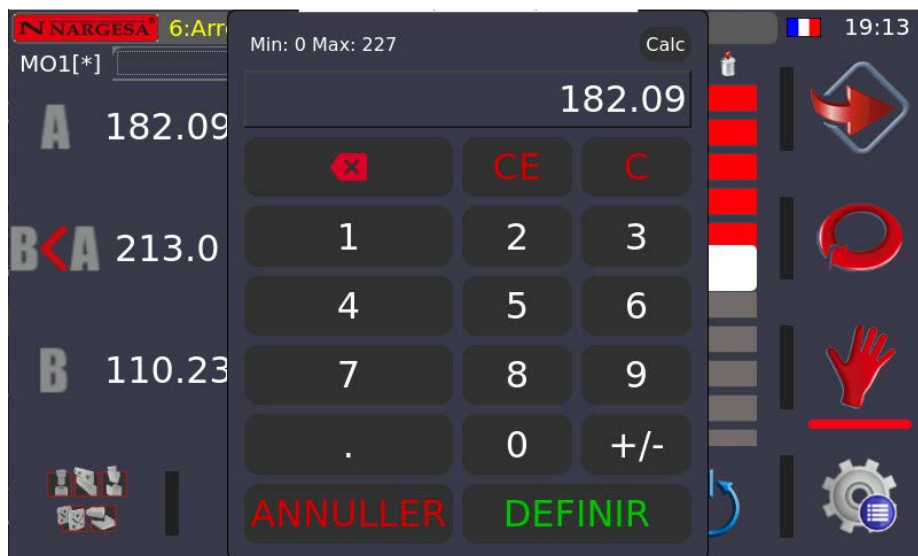 N NARGESA 6:Arr
19:13
MO1[*]
Min: 0 Max: 227
Calc
182.09
A 182.09
CE C
1 2 3
B<A 213.0
4 5 6
B 110.23
7 8 9
. 0 +/-
ANNULLER DEFINIR